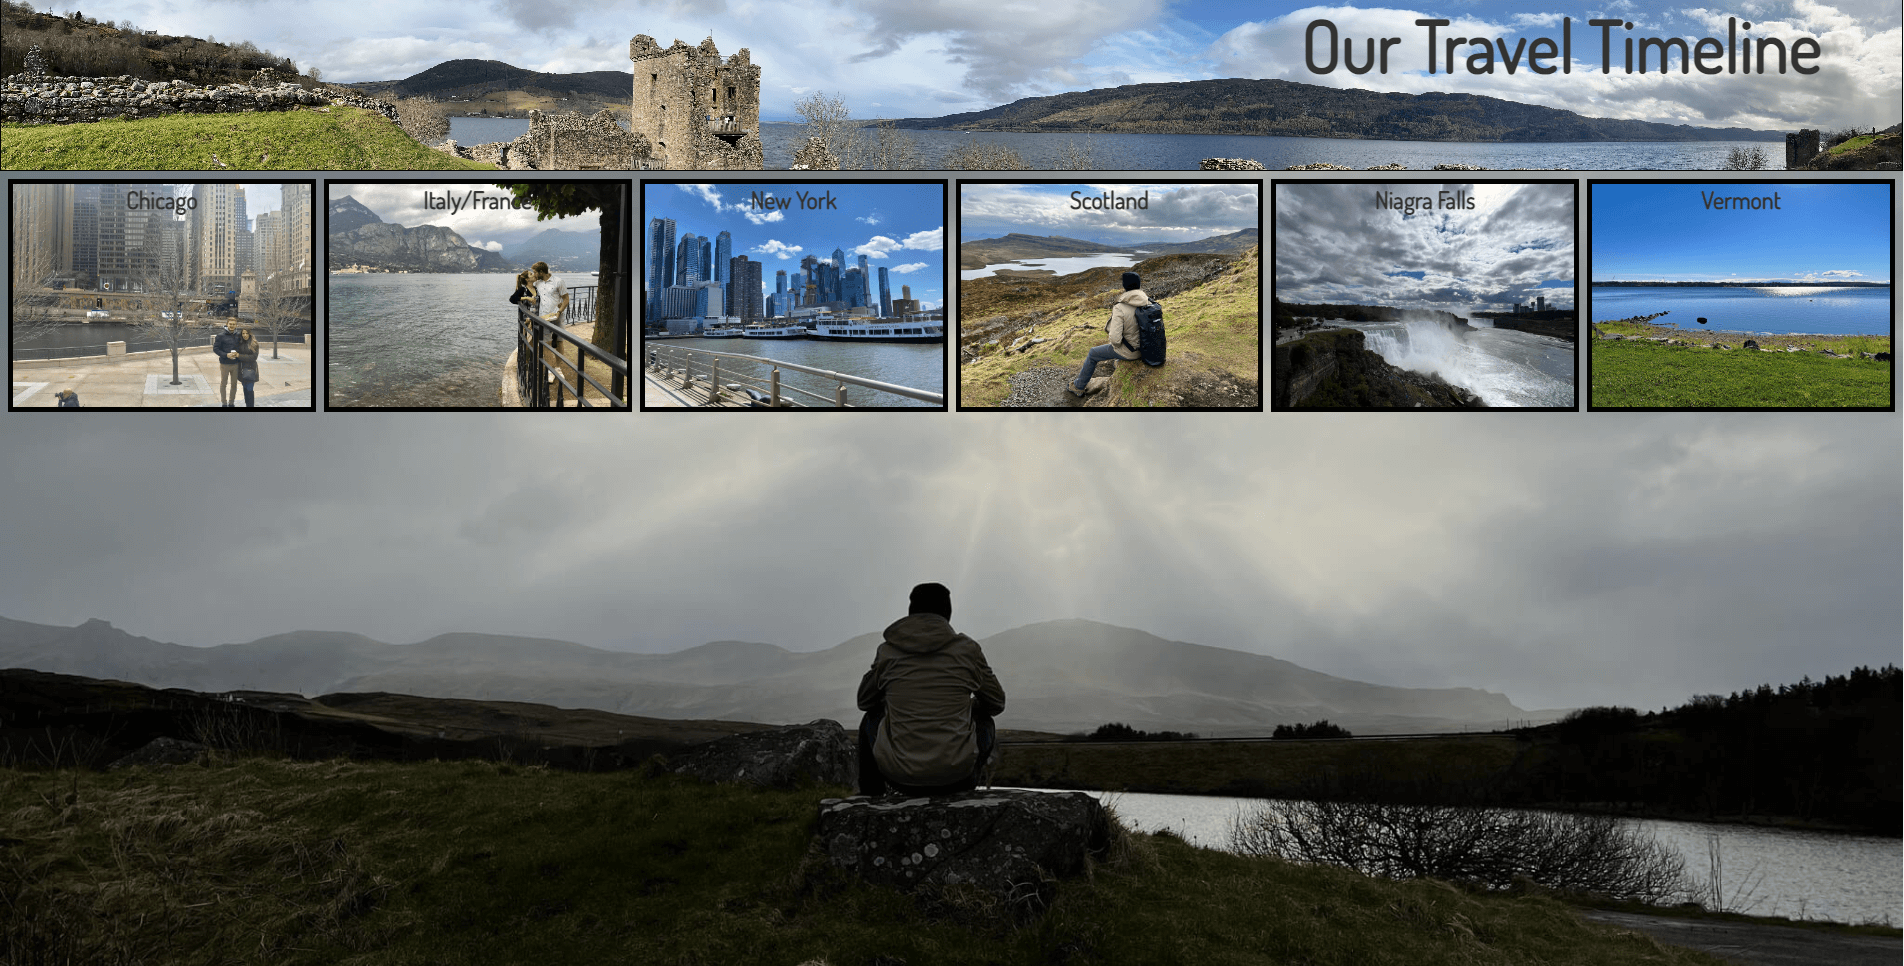 Our Travel Timeline
Chicago
Italy/France
New York
Scotland
Niagra Falls
Vermont